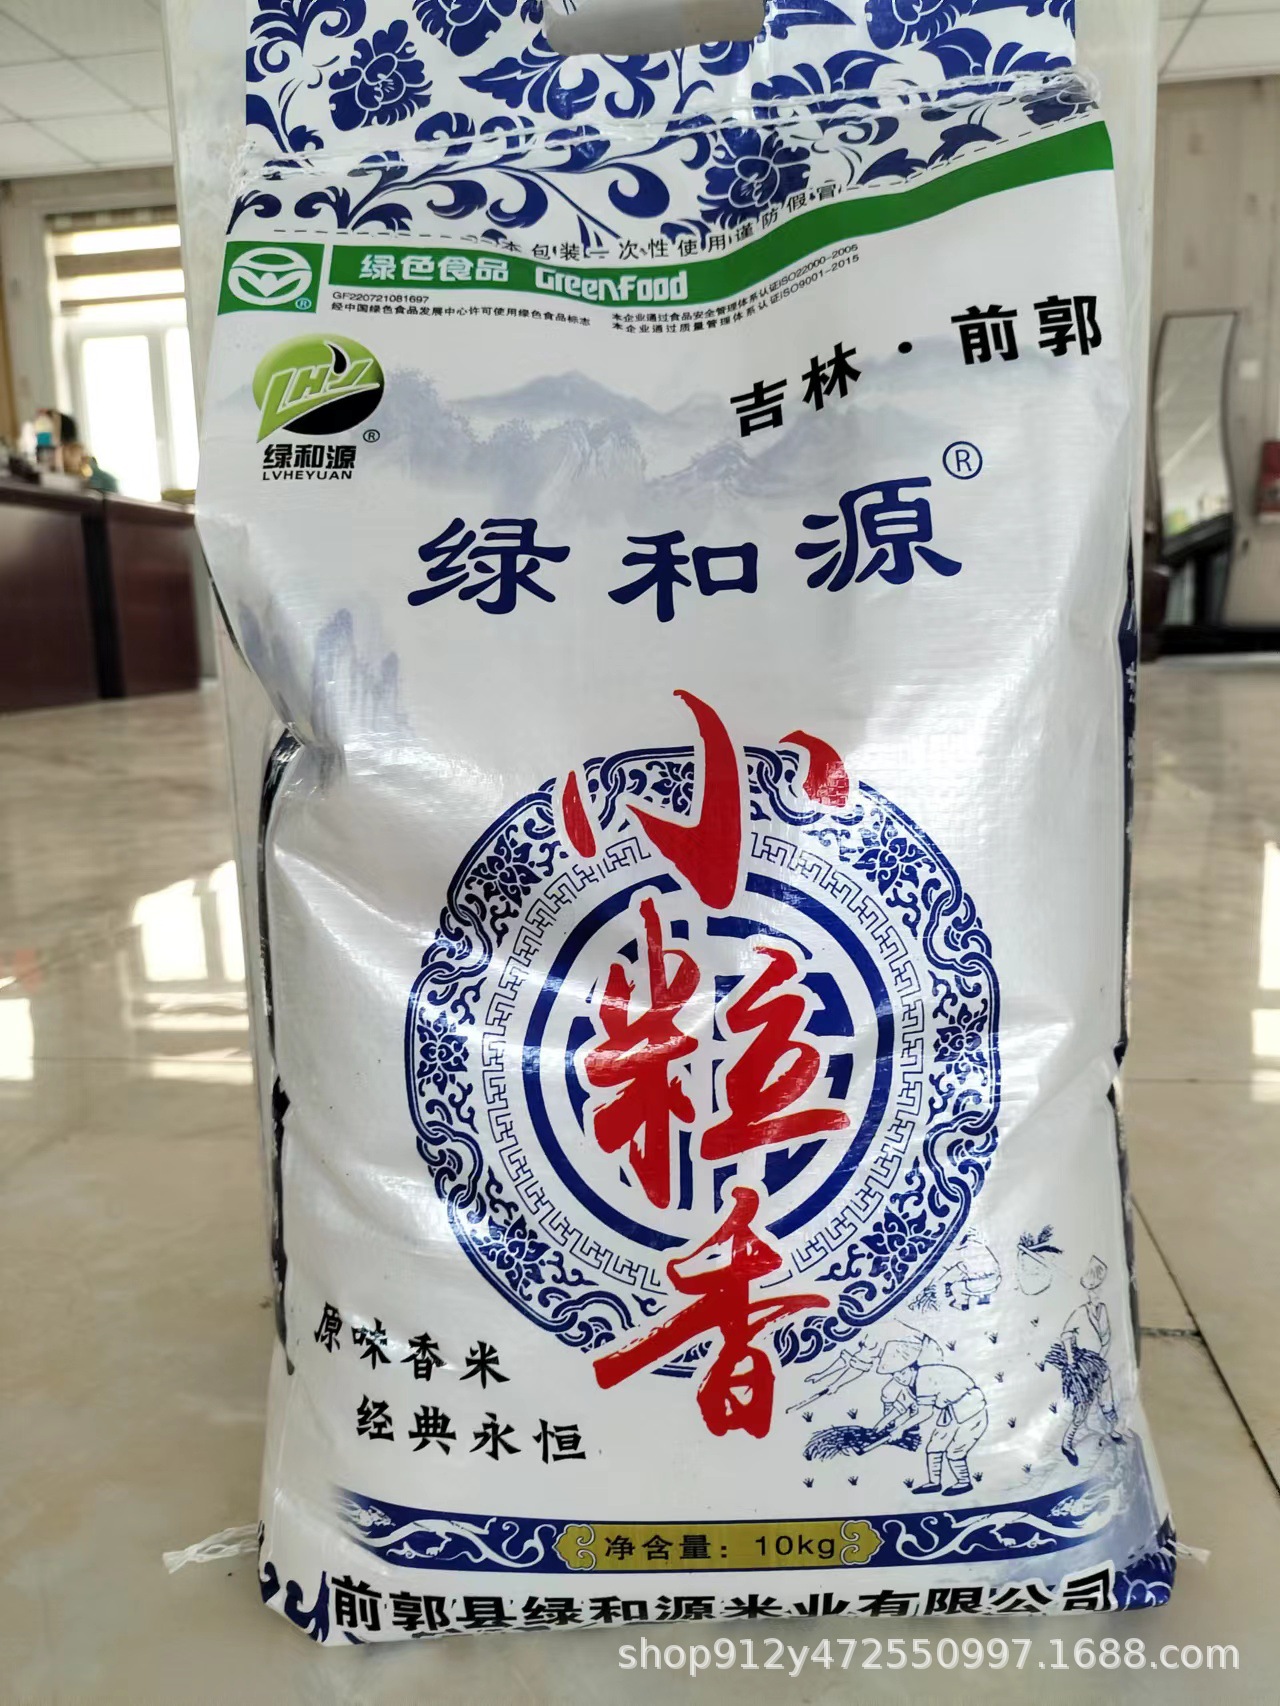 本包装一次性使用谨防假冒
绿色食品 GreenFood
GF220721081697
经中国绿色食品发展中心许可使用绿色食品标志
本企业通过食品安全管理体系认证ISO22000-2005
本企业通过质量管理体系认证ISO9001-2015
吉林·前郭
LHY
绿和源®
LVHEYUAN
绿和源®
小粒香
原味香米
经典永恒
净含量：10kg
前郭县绿和源米业有限公司
shop912y472550997.1688.com